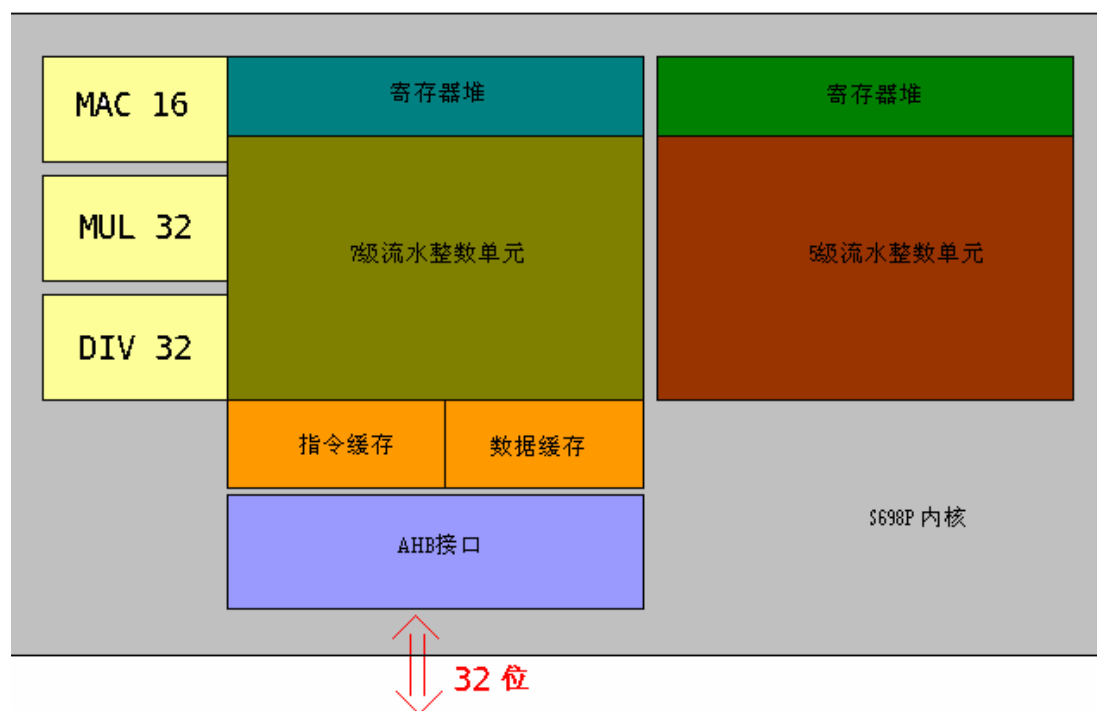 MAC 16
寄存器堆
寄存器堆
MUL 32
7级流水整数单元
5级流水整数单元
DIV 32
指令缓存
数据缓存
S698P 内核
AHB接口
32 位